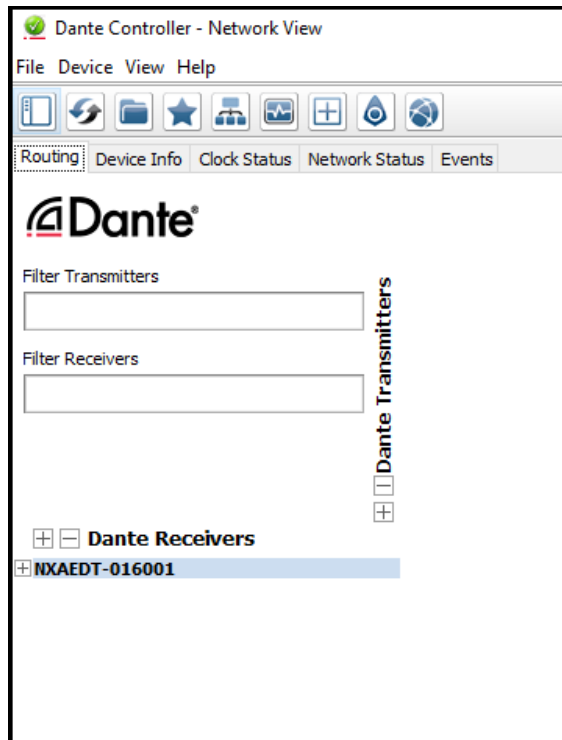 Dante Controller - Network View
File Device View Help
Routing Device Info Clock Status Network Status Events
Dante®
Filter Transmitters
Filter Receivers
Dante Transmitters
Dante Receivers
NXAEDT-016001